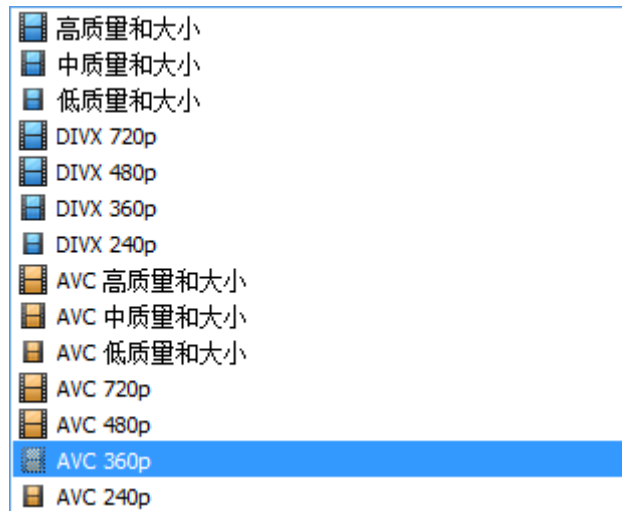 高质量和大小
中质量和大小
低质量和大小
DIVX 720p
DIVX 480p
DIVX 360p
DIVX 240p
AVC 高质量和大小
AVC 中质量和大小
AVC 低质量和大小
AVC 720p
AVC 480p
AVC 360p
AVC 240p